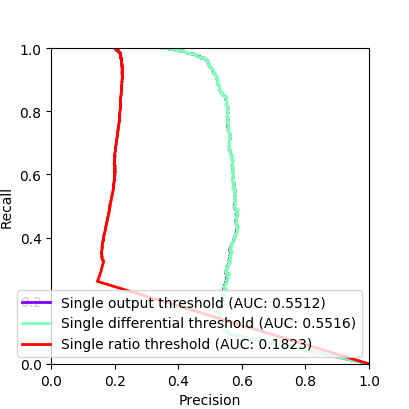 1.0
0.8
0.6
0.4
0.2
0.0
Recall
Single output threshold (AUC: 0.5512)
Single differential threshold (AUC: 0.5516)
Single ratio threshold (AUC: 0.1823)
0.0 0.2 0.4 0.6 0.8 1.0
Precision